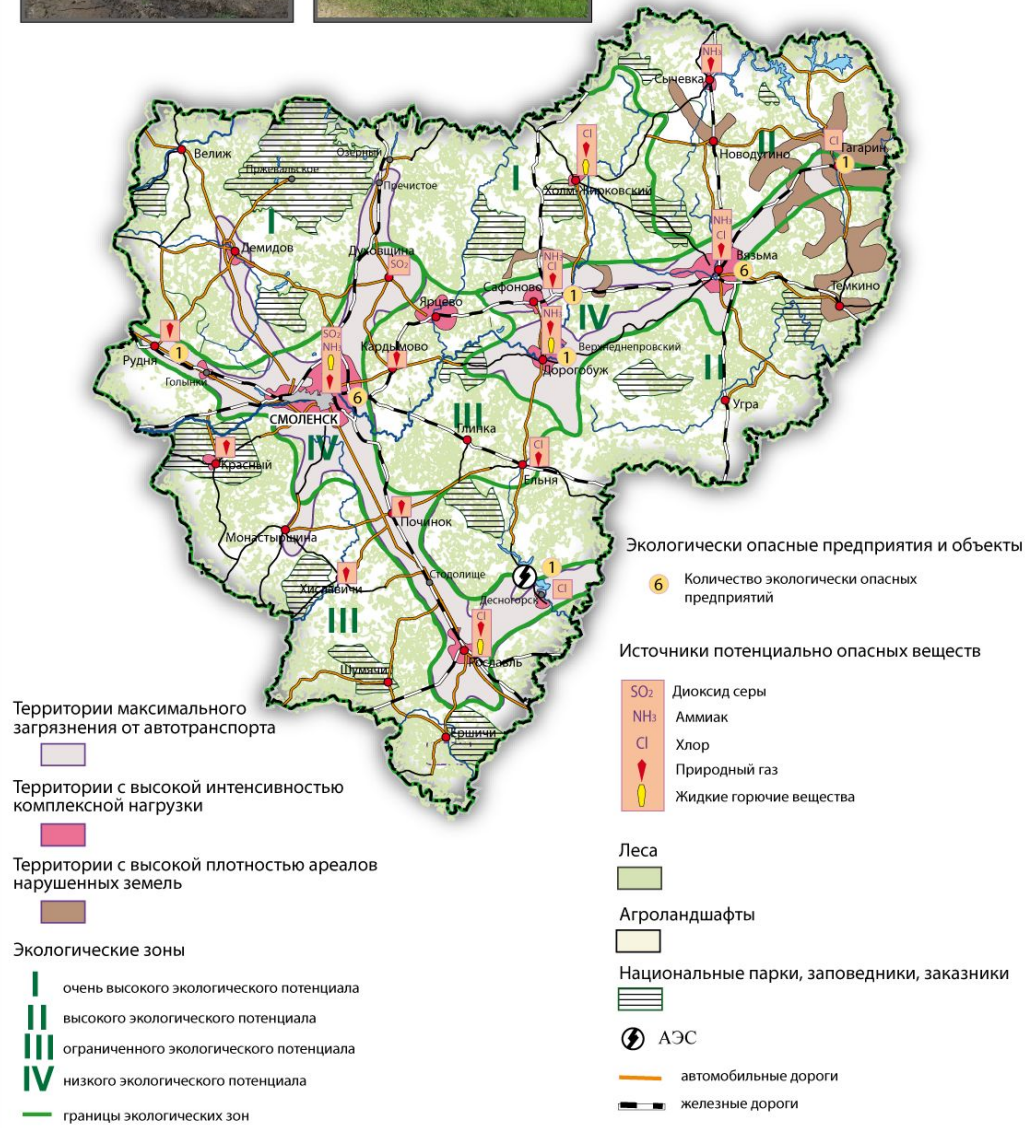 NH₃
Сычевка
Cl
Новодугино
II
Гагарин
1
Велиж
Озерный
Пржевальское
Пречистое
I
Cl
Холм-Жирковский
I
Демидов
Духовщина
SO₂
NH₃
Cl
Вязьма
6
NH₃
Cl
Сафоново
1
Ярцево
IV
Темкино
NH₃
Верхнеднепровский
1
Дорогобуж
II
Рудня
1
Голынки
SO₂
NH₃
Кардымово
6
СМОЛЕНСК
IV
III
Глинка
Угра
Красный
Cl
Ельня
Починок
Монастырщина
Стодолище
1
Десногорск
Cl
Хиславичи
III
Cl
Рославль
Шумячи
Ершичи
Территории максимального
загрязнения от автотранспорта
Территории с высокой интенсивностью
комплексной нагрузки
Территории с высокой плотностью ареалов
нарушенных земель
Экологические зоны
I очень высокого экологического потенциала
II высокого экологического потенциала
III ограниченного экологического потенциала
IV низкого экологического потенциала
границы экологических зон
Экологически опасные предприятия и объекты
6 Количество экологически опасных
предприятий
Источники потенциально опасных веществ
SO₂ Диоксид серы
NH₃ Аммиак
Cl Хлор
Природный газ
Жидкие горючие вещества
Леса
Агроландшафты
Национальные парки, заповедники, заказники
АЭС
автомобильные дороги
железные дороги